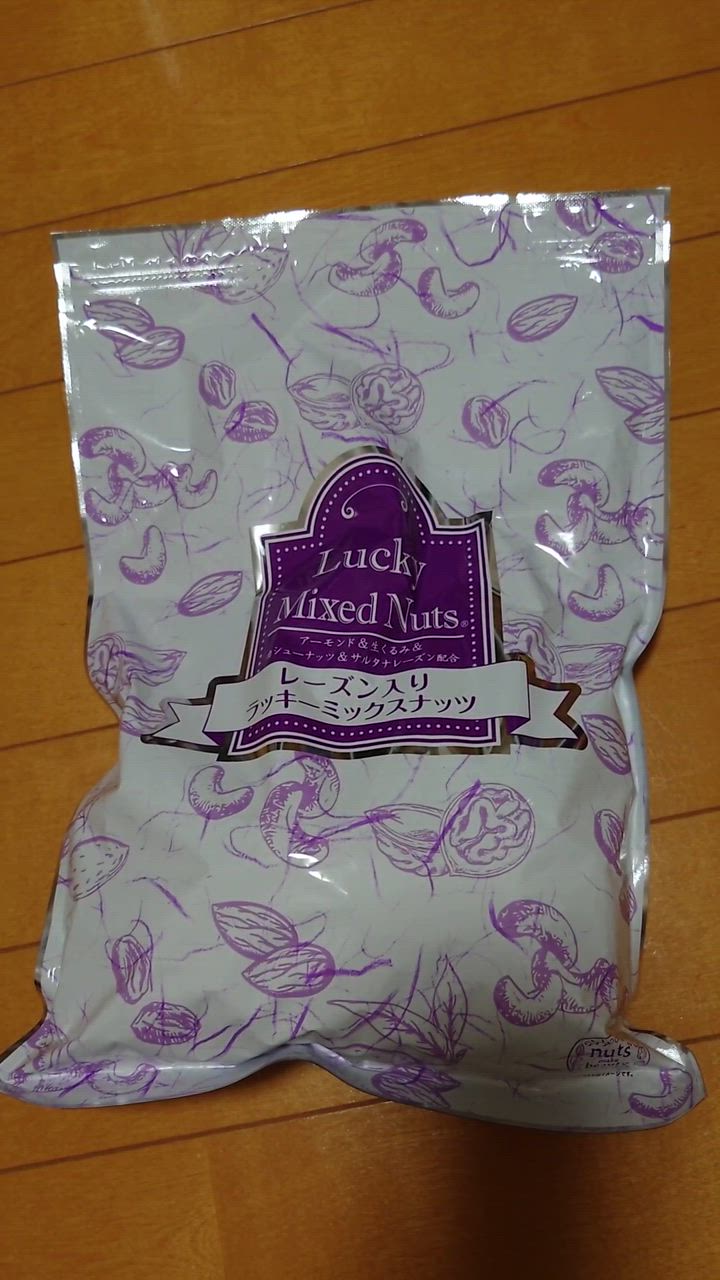 Lucky
Mixed Nuts®
アーモンド＆生くるみ＆
シューナッツ＆サルタナレーズン配合
レーズン入り
ラッキーミックスナッツ
nuts